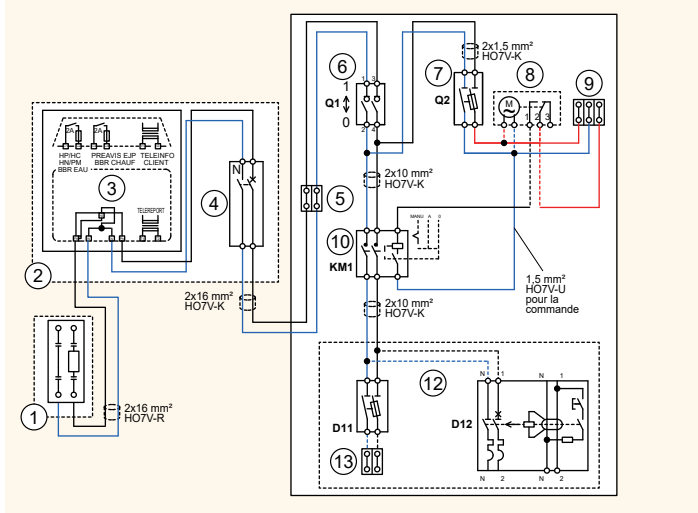 6
1 3
1
Q1
0
2 4
2x1,5 mm²
HO7V-K
7
Q2
8
M
1 2 3
9
2A
2A
HP/HC
HN/PM
BBR EAU
PREAVIS EJP
BBR CHAUF
TELEINFO
CLIENT
3
TELEREPORT
N
4
5
2x10 mm²
HO7V-K
MANU A 0
10
KM1
2
2x16 mm²
HO7V-K
2x10 mm²
HO7V-K
1,5 mm²
HO7V-U
pour la
commande
1
2x16 mm²
HO7V-R
12
N 1
N 1
D11
D12
13
N 2
N 2